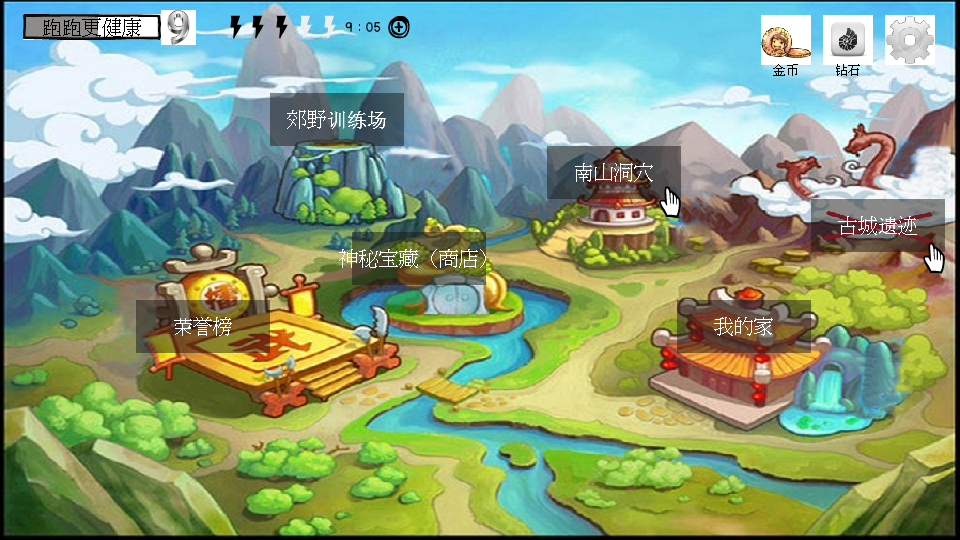 跑跑更健康 9 9:05
金币 钻石
郊野训练场
南山洞穴
古城遗迹
神秘宝藏（商店）
荣誉榜
我的家